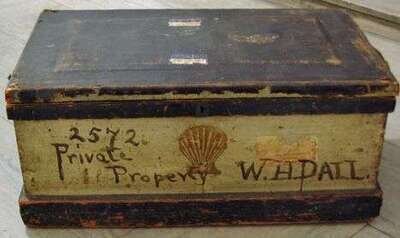 2572.
Private
Property
W.H.DALL.